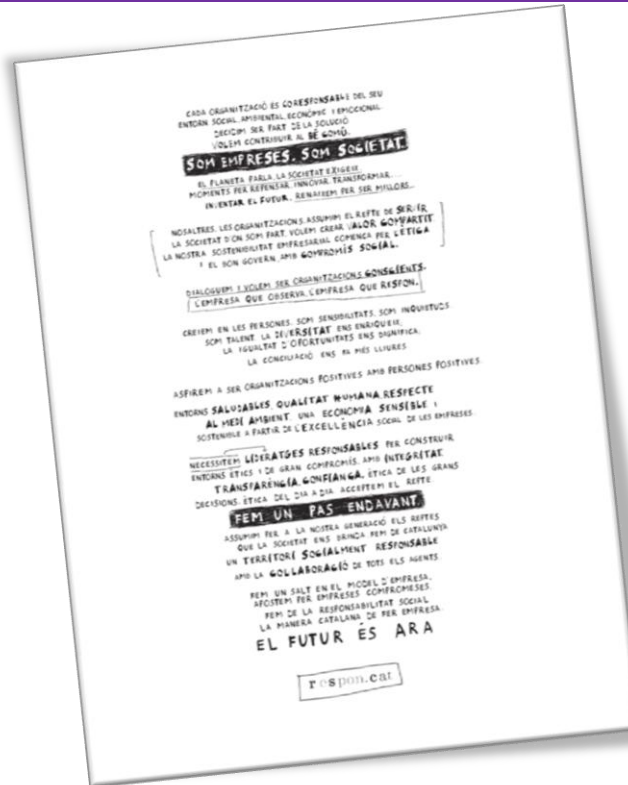 CADA ORGANITZACIÓ ÉS CORESPONSABLE DEL SEU
ENTORN SOCIAL, AMBIENTAL, ECONÒMIC I EMOCIONAL.
DECIDIM SER PART DE LA SOLUCIÓ
VOLEM CONTRIBUIR AL BÉ COMÚ.
SOM EMPRESES. SOM SOCIETAT.
EL PLANETA PARLA, LA SOCIETAT EXIGEIX.
MOMENTS PER REPENSAR, INNOVAR, TRANSFORMAR...
INVENTAR EL FUTUR. RENAIXEM PER SER MILLORS.
NOSALTRES, LES ORGANITZACIONS, ASSUMIM EL REPTE DE SERVIR
LA SOCIETAT D'ON SOM PART. VOLEM CREAR VALOR COMPARTIT
LA NOSTRA SOSTENIBILITAT EMPRESARIAL COMENÇA PER L'ÈTICA
I EL BON GOVERN, AMB COMPROMÍS SOCIAL.
DIALOGUEM I VOLEM SER ORGANITZACIONS CONSCIENTS.
L'EMPRESA QUE OBSERVA, L'EMPRESA QUE RESPON.
CREIEM EN LES PERSONES. SOM SENSIBILITATS, SOM INQUIETUDS
SOM TALENT. LA DIVERSITAT ENS ENRIQUEIX,
LA IGUALTAT D'OPORTUNITATS ENS DIGNIFICA,
LA CONCILIACIÓ ENS FA MÉS LLIURES
ASPIREM A SER ORGANITZACIONS POSITIVES AMB PERSONES POSITIVES.
ENTORNS SALUDABLES, QUALITAT HUMANA, RESPECTE
AL MEDI AMBIENT. UNA ECONOMIA SENSIBLE I
SOSTENIBLE A PARTIR DE L'EXCEL·LÈNCIA SOCIAL DE LES EMPRESES.
NECESSITEM LIDERATGES RESPONSABLES PER CONSTRUIR
ENTORNS ÈTICS I DE GRAN COMPROMÍS, AMB INTEGRITAT,
TRANSPARÈNCIA, CONFIANÇA, ÈTICA DE LES GRANS
DECISIONS, ÈTICA DEL DIA A DIA. ACCEPTEM EL REPTE
FEM UN PAS ENDAVANT.
ASSUMIM PER A LA NOSTRA GENERACIÓ ELS REPTES
QUE LA SOCIETAT ENS BRINDA. FEM DE CATALUNYA
UN TERRITORI SOCIALMENT RESPONSABLE
AMB LA COL·LABORACIÓ DE TOTS ELS AGENTS.
FEM UN SALT EN EL MODEL D'EMPRESA.
APOSTEM PER EMPRESES COMPROMESES.
FEM DE LA RESPONSABILITAT SOCIAL
LA MANERA CATALANA DE FER EMPRESA
EL FUTUR ÉS ARA
respon.cat